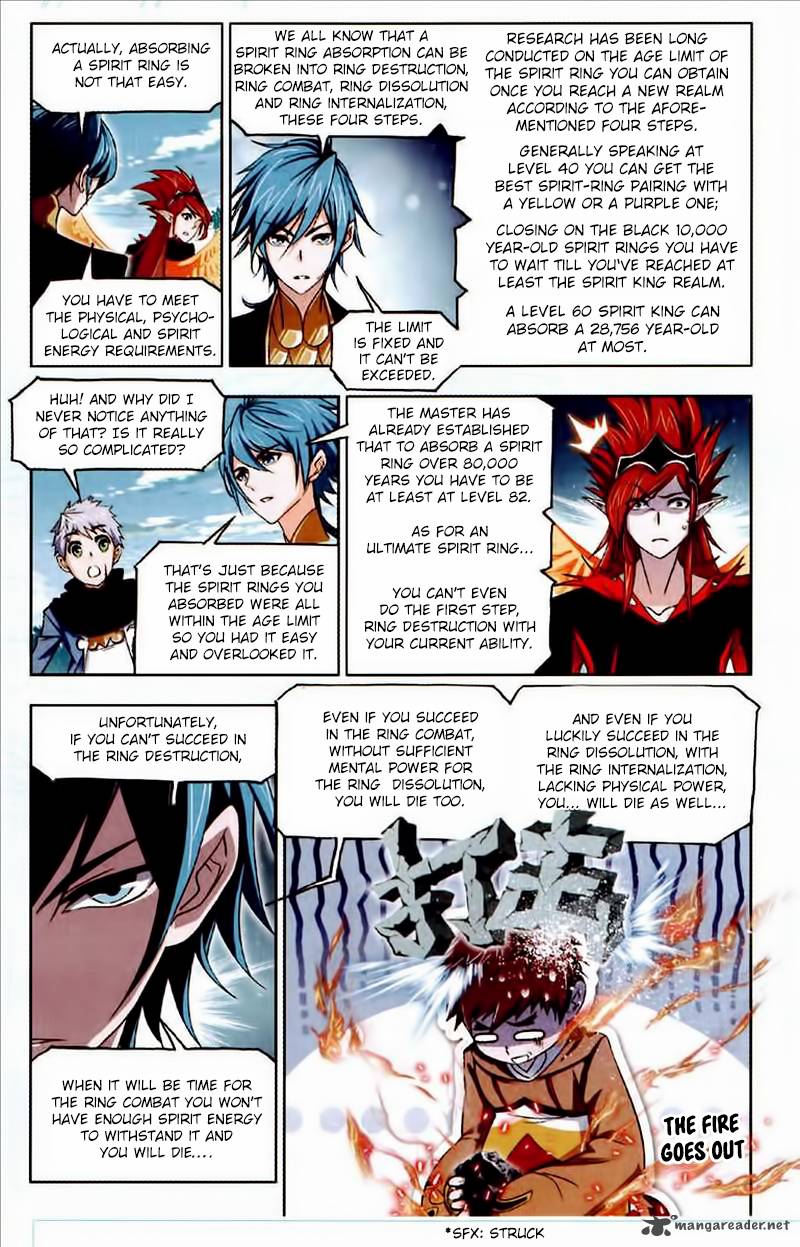 ACTUALLY, ABSORBING
A SPIRIT RING IS
NOT THAT EASY.
YOU HAVE TO MEET
THE PHYSICAL, PSYCHO-
LOGICAL AND SPIRIT
ENERGY REQUIREMENTS.
WE ALL KNOW THAT A
SPIRIT RING ABSORPTION CAN BE
BROKEN INTO RING DESTRUCTION,
RING COMBAT, RING DISSOLUTION
AND RING INTERNALIZATION,
THESE FOUR STEPS.
THE LIMIT
IS FIXED AND
IT CAN'T BE
EXCEEDED.
RESEARCH HAS BEEN LONG
CONDUCTED ON THE AGE LIMIT OF
THE SPIRIT RING YOU CAN OBTAIN
ONCE YOU REACH A NEW REALM
ACCORDING TO THE AFORE-
MENTIONED FOUR STEPS.
GENERALLY SPEAKING AT
LEVEL 40 YOU CAN GET THE
BEST SPIRIT-RING PAIRING WITH
A YELLOW OR A PURPLE ONE;
CLOSING ON THE BLACK 10,000
YEAR-OLD SPIRIT RINGS YOU HAVE
TO WAIT TILL YOU'VE REACHED AT
LEAST THE SPIRIT KING REALM.
A LEVEL 60 SPIRIT KING CAN
ABSORB A 28,756 YEAR-OLD
AT MOST.
HUH! AND WHY DID I
NEVER NOTICE ANYTHING
OF THAT? IS IT REALLY
SO COMPLICATED?
THAT'S JUST BECAUSE
THE SPIRIT RINGS YOU
ABSORBED WERE ALL
WITHIN THE AGE LIMIT
SO YOU HAD IT EASY
AND OVERLOOKED IT.
THE MASTER HAS
ALREADY ESTABLISHED
THAT TO ABSORB A SPIRIT
RING OVER 80,000
YEARS YOU HAVE TO BE
AT LEAST AT LEVEL 82.
AS FOR AN
ULTIMATE SPIRIT RING...
YOU CAN'T EVEN
DO THE FIRST STEP,
RING DESTRUCTION WITH
YOUR CURRENT ABILITY.
UNFORTUNATELY,
IF YOU CAN'T SUCCEED IN
THE RING DESTRUCTION,
WHEN IT WILL BE TIME FOR
THE RING COMBAT YOU WON'T
HAVE ENOUGH SPIRIT ENERGY
TO WITHSTAND IT AND
YOU WILL DIE....
EVEN IF YOU SUCCEED
IN THE RING COMBAT,
WITHOUT SUFFICIENT
MENTAL POWER FOR
THE RING DISSOLUTION,
YOU WILL DIE TOO.
AND EVEN IF YOU
LUCKILY SUCCEED IN THE
RING DISSOLUTION, WITH
THE RING INTERNALIZATION,
LACKING PHYSICAL POWER,
YOU... WILL DIE AS WELL...
打击
THE FIRE
GOES OUT
*SFX: STRUCK
mangareader.net